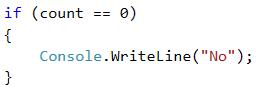 if (count == 0)
{
    Console.WriteLine("No");
}